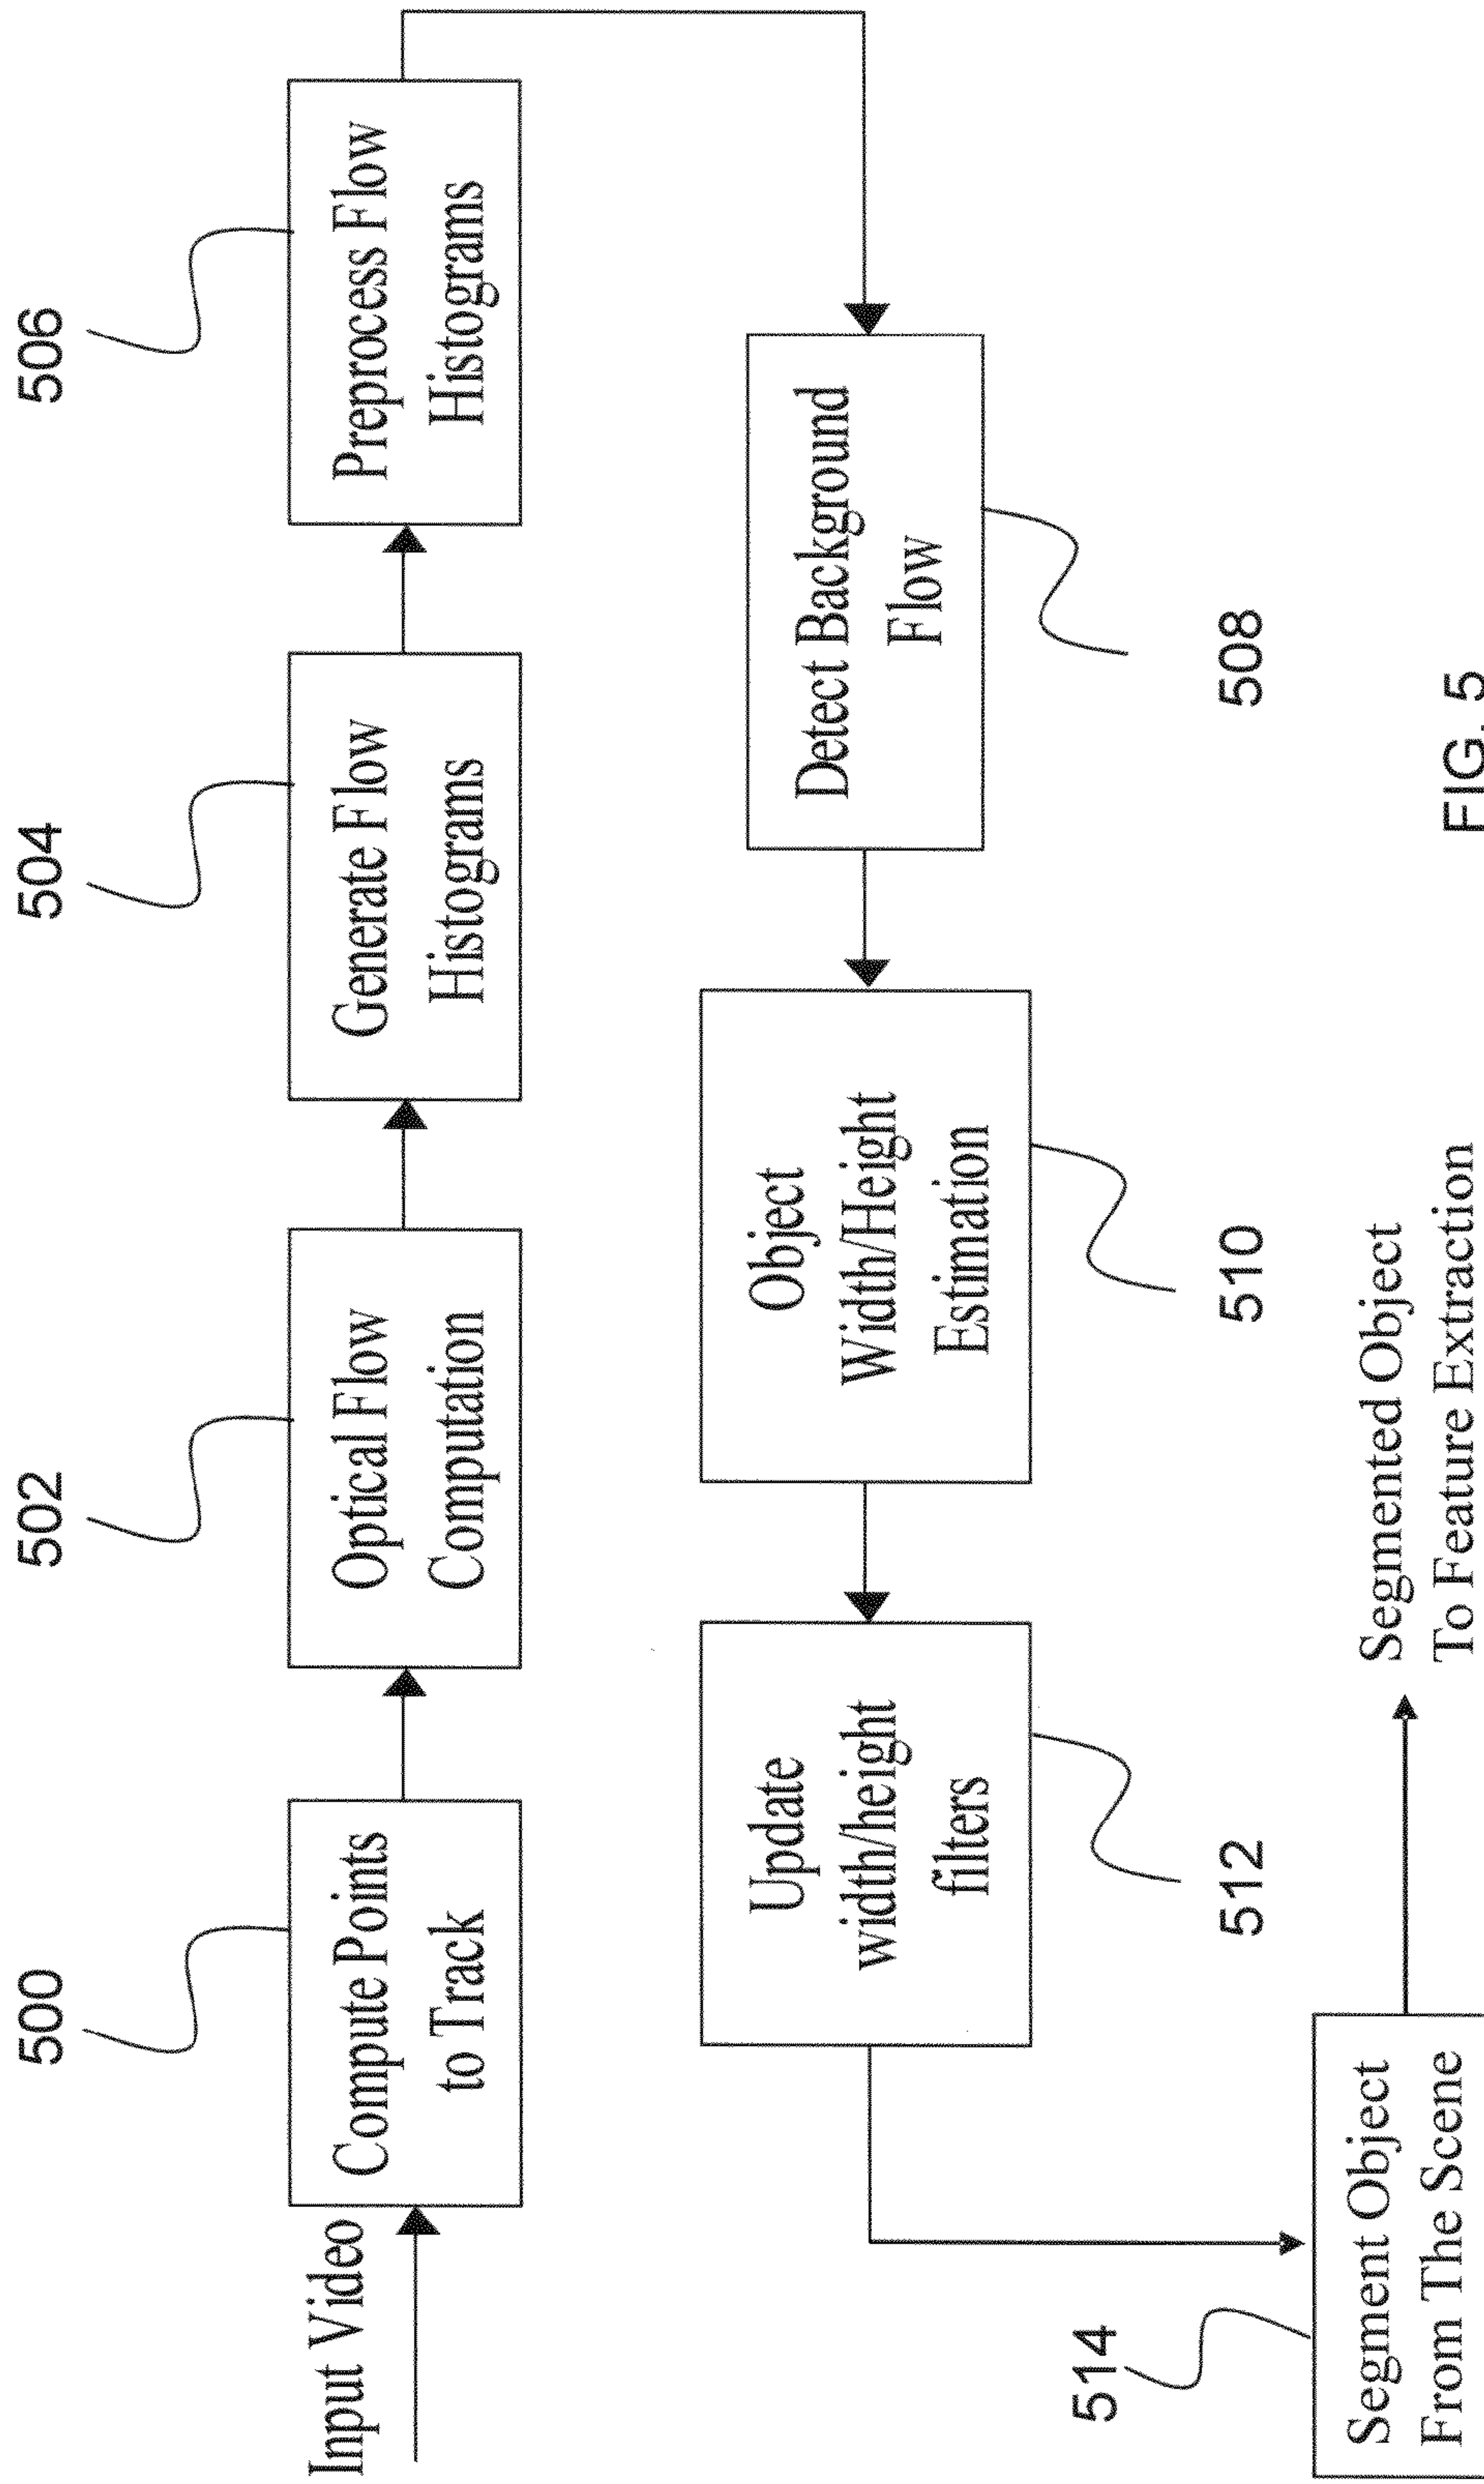 500
502
504
506
Input Video
Compute Points
to Track
Optical Flow
Computation
Generate Flow
Histograms
Preprocess Flow
Histograms
Update
width/height
filters
Object
Width/Height
Estimation
Detect Background
Flow
512
510
508
514
Segment Object
From The Scene
Segmented Object
To Feature Extraction
FIG. 5